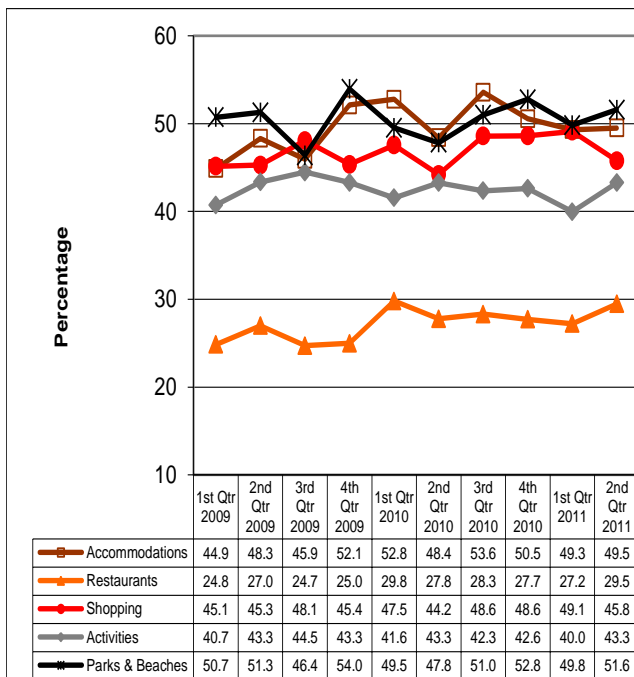 60
50
40
30
20
10
Percentage
1st Qtr 2009 2nd Qtr 2009 3rd Qtr 2009 4th Qtr 2009 1st Qtr 2010 2nd Qtr 2010 3rd Qtr 2010 4th Qtr 2010 1st Qtr 2011 2nd Qtr 2011
Accommodations 44.9 48.3 45.9 52.1 52.8 48.4 53.6 50.5 49.3 49.5
Restaurants 24.8 27.0 24.7 25.0 29.8 27.8 28.3 27.7 27.2 29.5
Shopping 45.1 45.3 48.1 45.4 47.5 44.2 48.6 48.6 49.1 45.8
Activities 40.7 43.3 44.5 43.3 41.6 43.3 42.3 42.6 40.0 43.3
Parks & Beaches 50.7 51.3 46.4 54.0 49.5 47.8 51.0 52.8 49.8 51.6